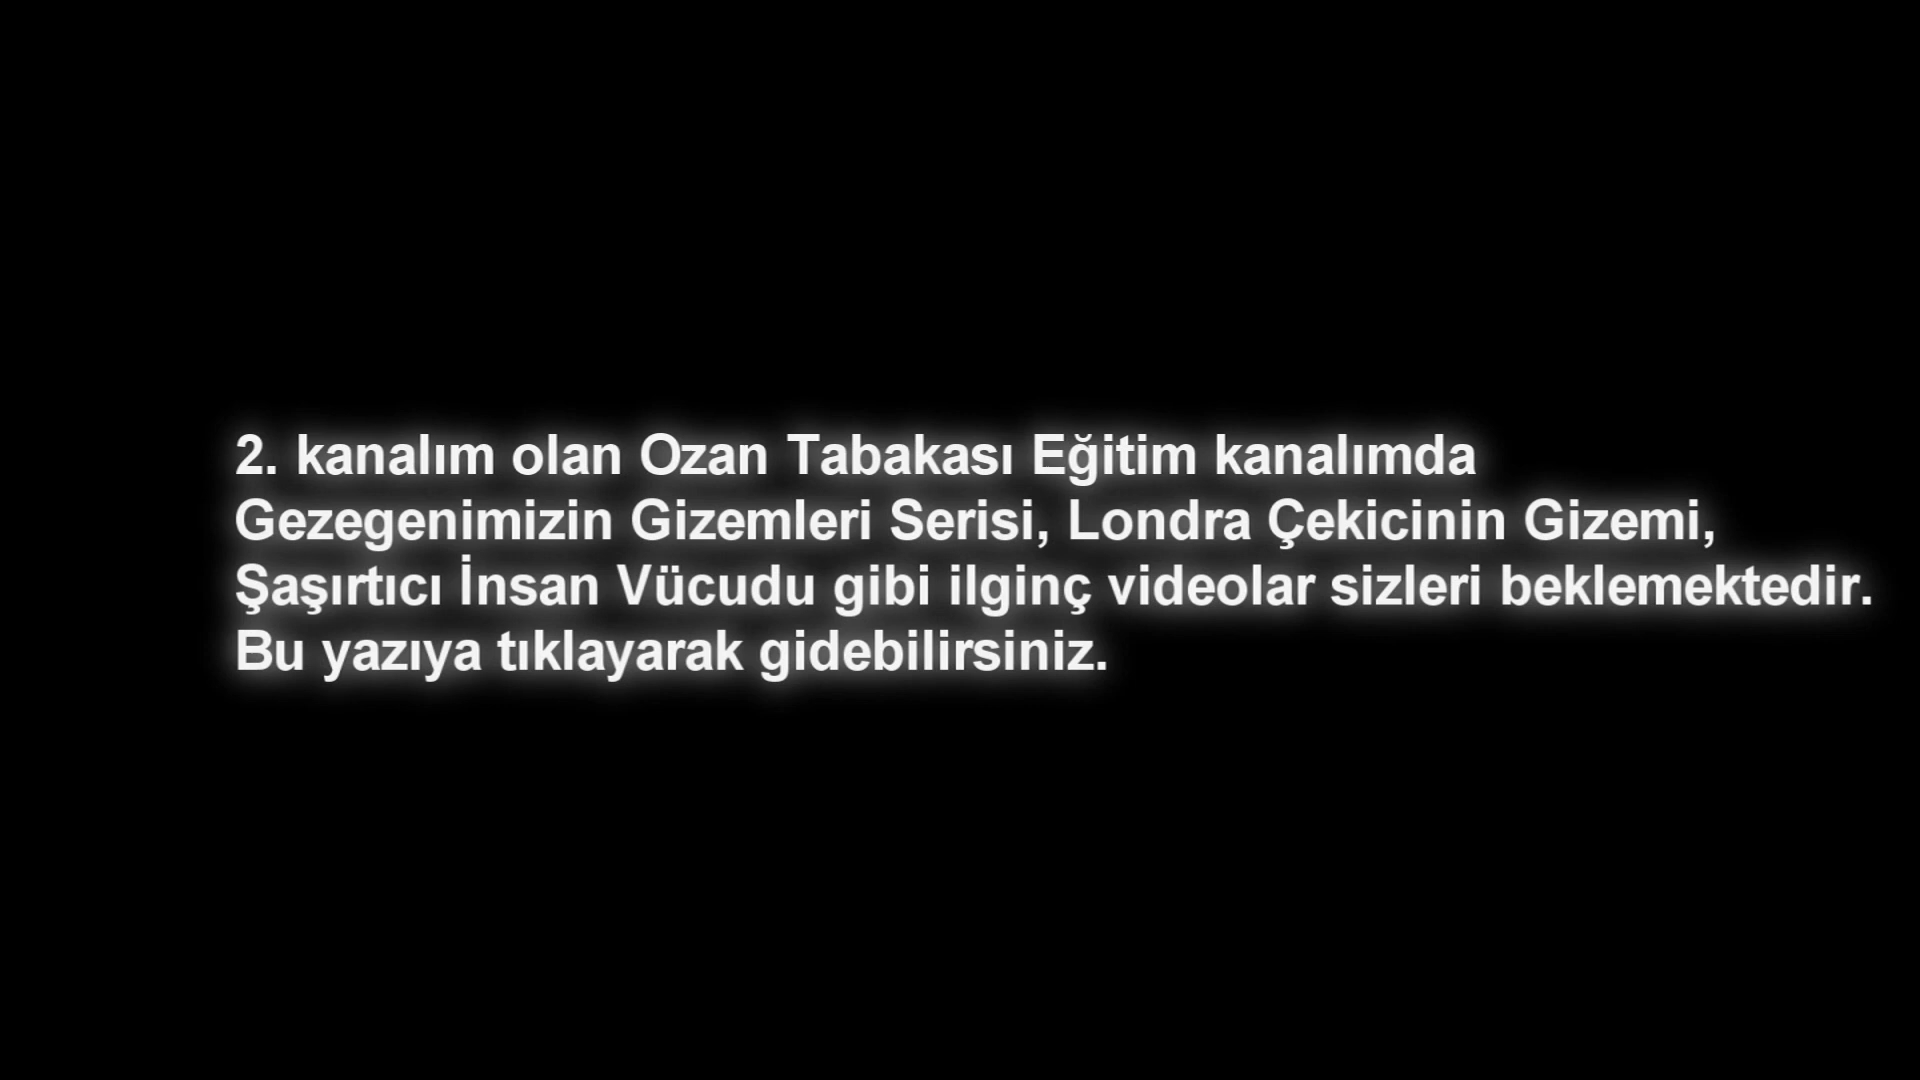 2. kanalım olan Ozan Tabakası Eğitim kanalımda
Gezegenimizin Gizemleri Serisi, Londra Çekicinin Gizemi,
Şaşırtıcı İnsan Vücudu gibi ilginç videolar sizleri beklemektedir.
Bu yazıya tıklayarak gidebilirsiniz.